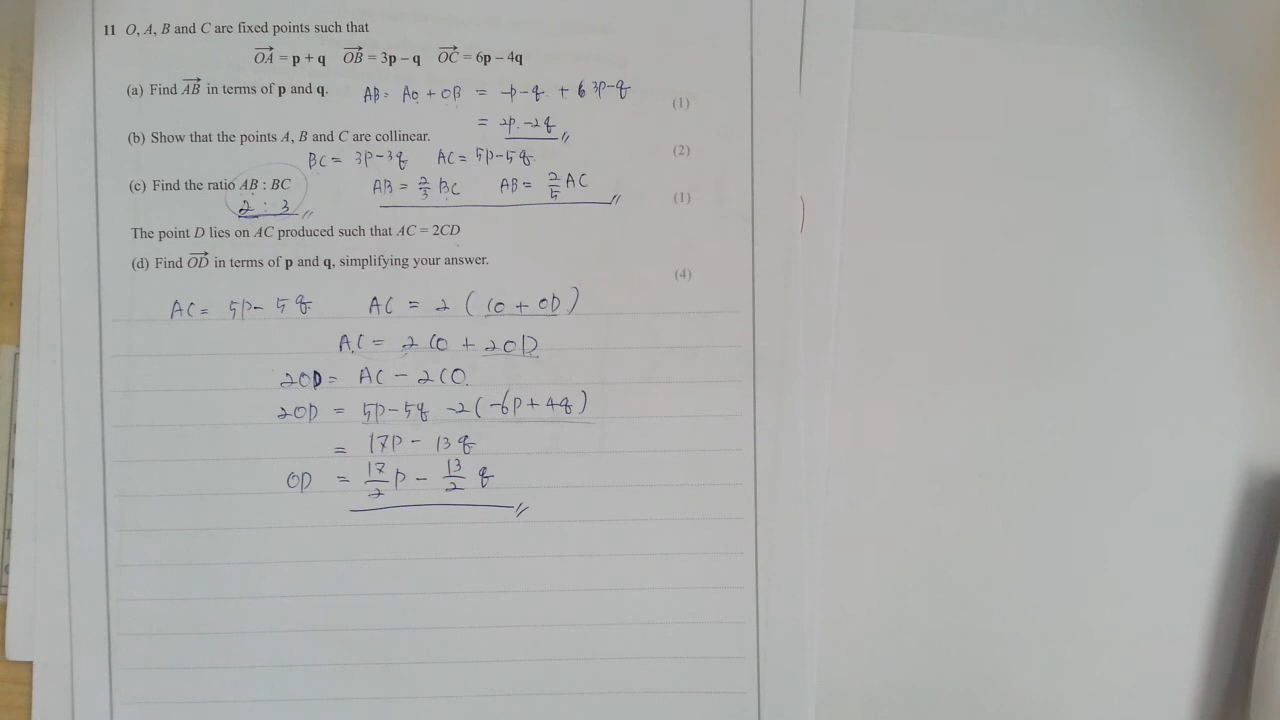 11 O, A, B and C are fixed points such that
→OA = p + q →OB = 3p – q →OC = 6p – 4q
(a) Find →AB in terms of p and q. AB = AO + OB = -p-q + 6 3p-q
(1)
= 2p - 2q
(b) Show that the points A, B and C are collinear.
(2)
BC = 3p-3q AC = 5p-5q
(c) Find the ratio AB : BC AB = 2/3 BC AB = 2/5 AC
(1)
2 : 3
The point D lies on AC produced such that AC = 2CD
(d) Find →OD in terms of p and q, simplifying your answer.
(4)
AC = 5p - 5q AC = 2 (CO + OD)
AC = 2CO + 2OD
2OD = AC - 2CO
2OD = 5p-5q -2(-6p+4q)
= 17p - 13q
OD = 17/2 p - 13/2 q